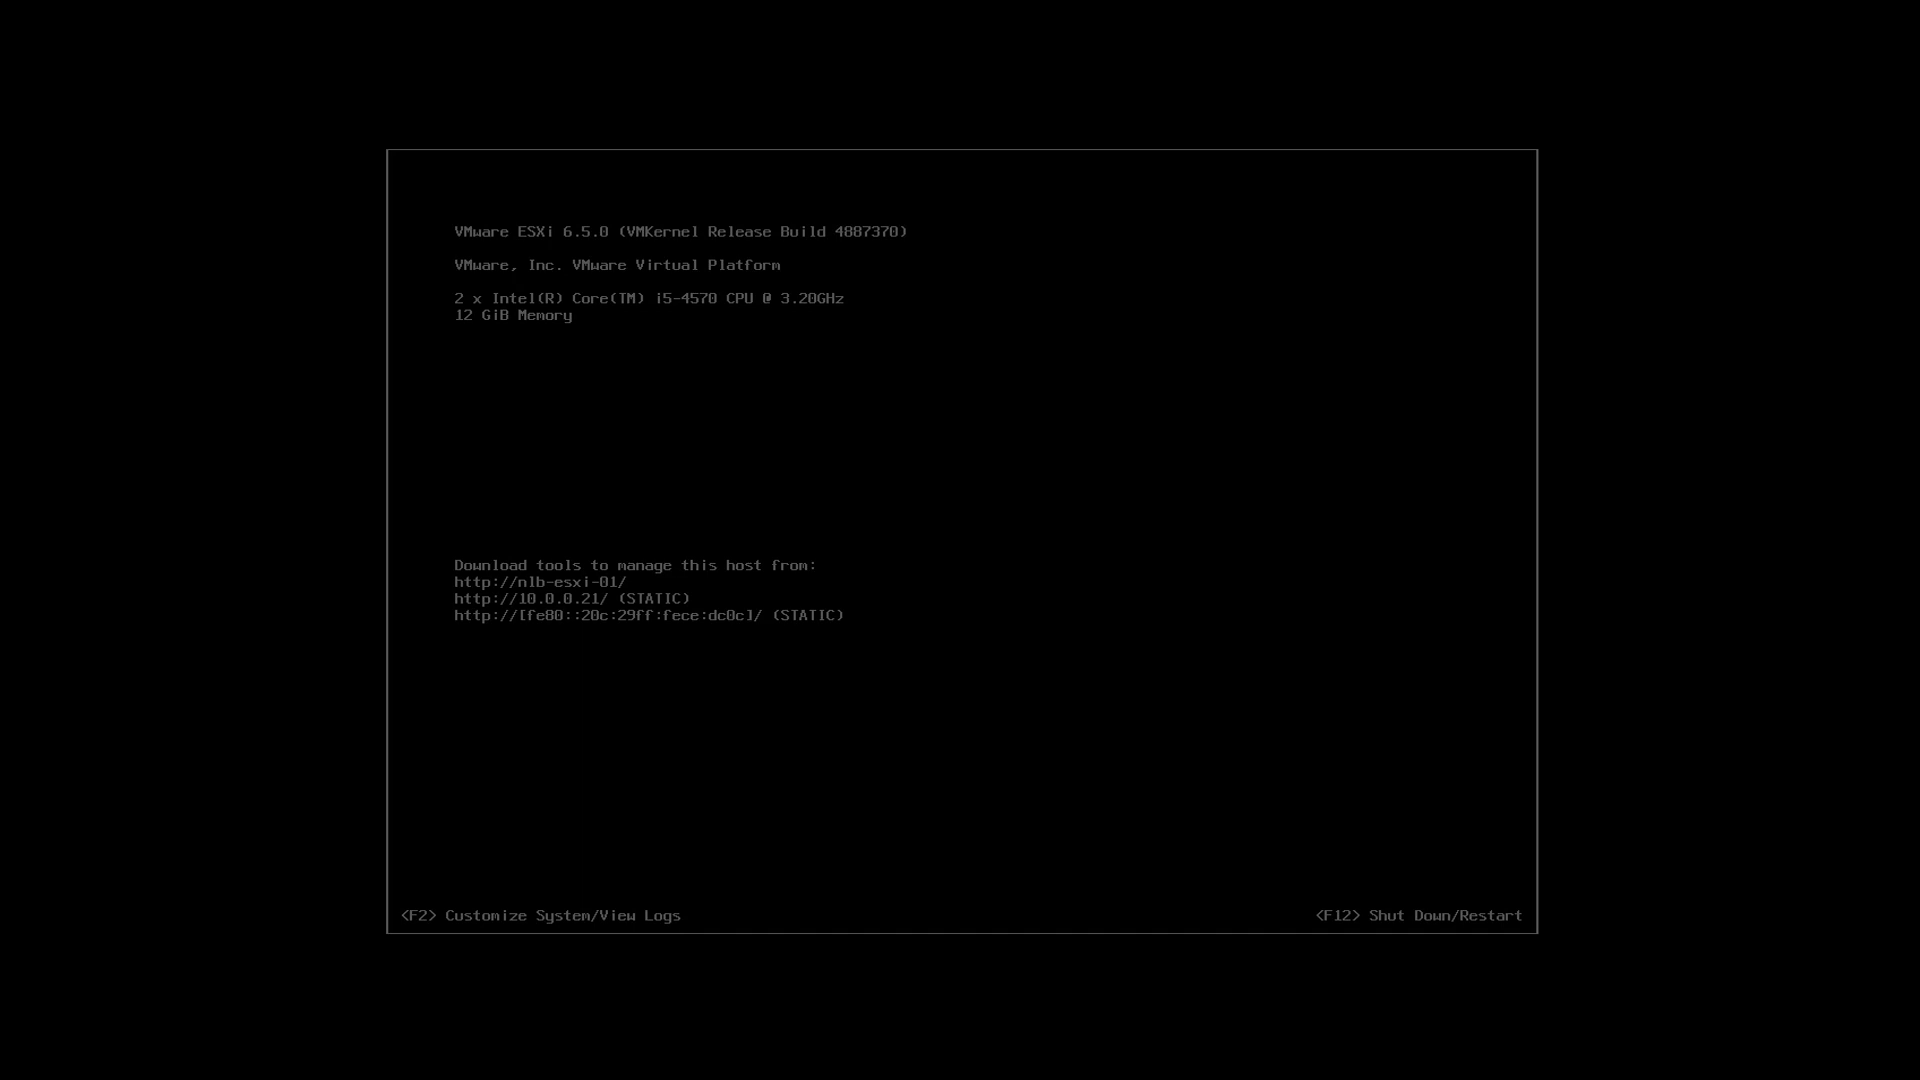 VMware ESXi 6.5.0 (VMKernel Release Build 4887370)
VMware, Inc. VMware Virtual Platform
2 x Intel(R) Core(TM) i5-4570 CPU @ 3.20GHz
12 GiB Memory
Download tools to manage this host from:
http://nlb-esxi-01/
http://10.0.0.21/ (STATIC)
http://[fe80::20c:29ff:fece:dc0c]/ (STATIC)
<F2> Customize System/View Logs
<F12> Shut Down/Restart